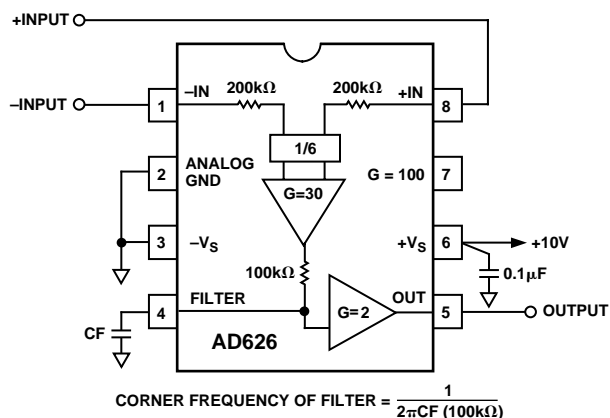 +INPUT
–INPUT
1
–IN
200kΩ
200kΩ
+IN
8
1/6
2
ANALOG
GND
G=30
G = 100
7
3
–VS
+VS
6
+10V
100kΩ
0.1µF
4
FILTER
G=2
OUT
5
OUTPUT
CF
AD626
CORNER FREQUENCY OF FILTER = 1
2πCF (100kΩ)